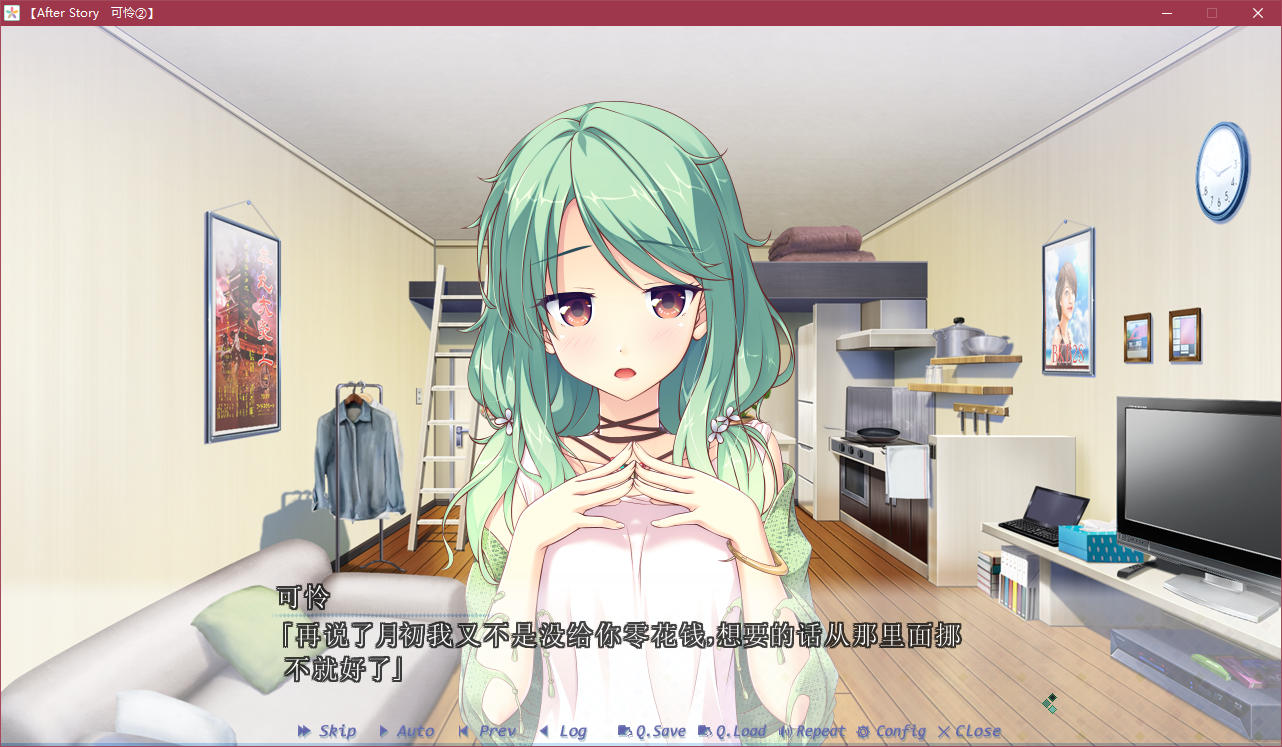 【After Story 可怜②】
可怜
「再说了月初我又不是没给你零花钱,想要的话从那里面挪
不就好了」
Skip Auto Prev Log Q.Save Q.Load Repeat Config Close